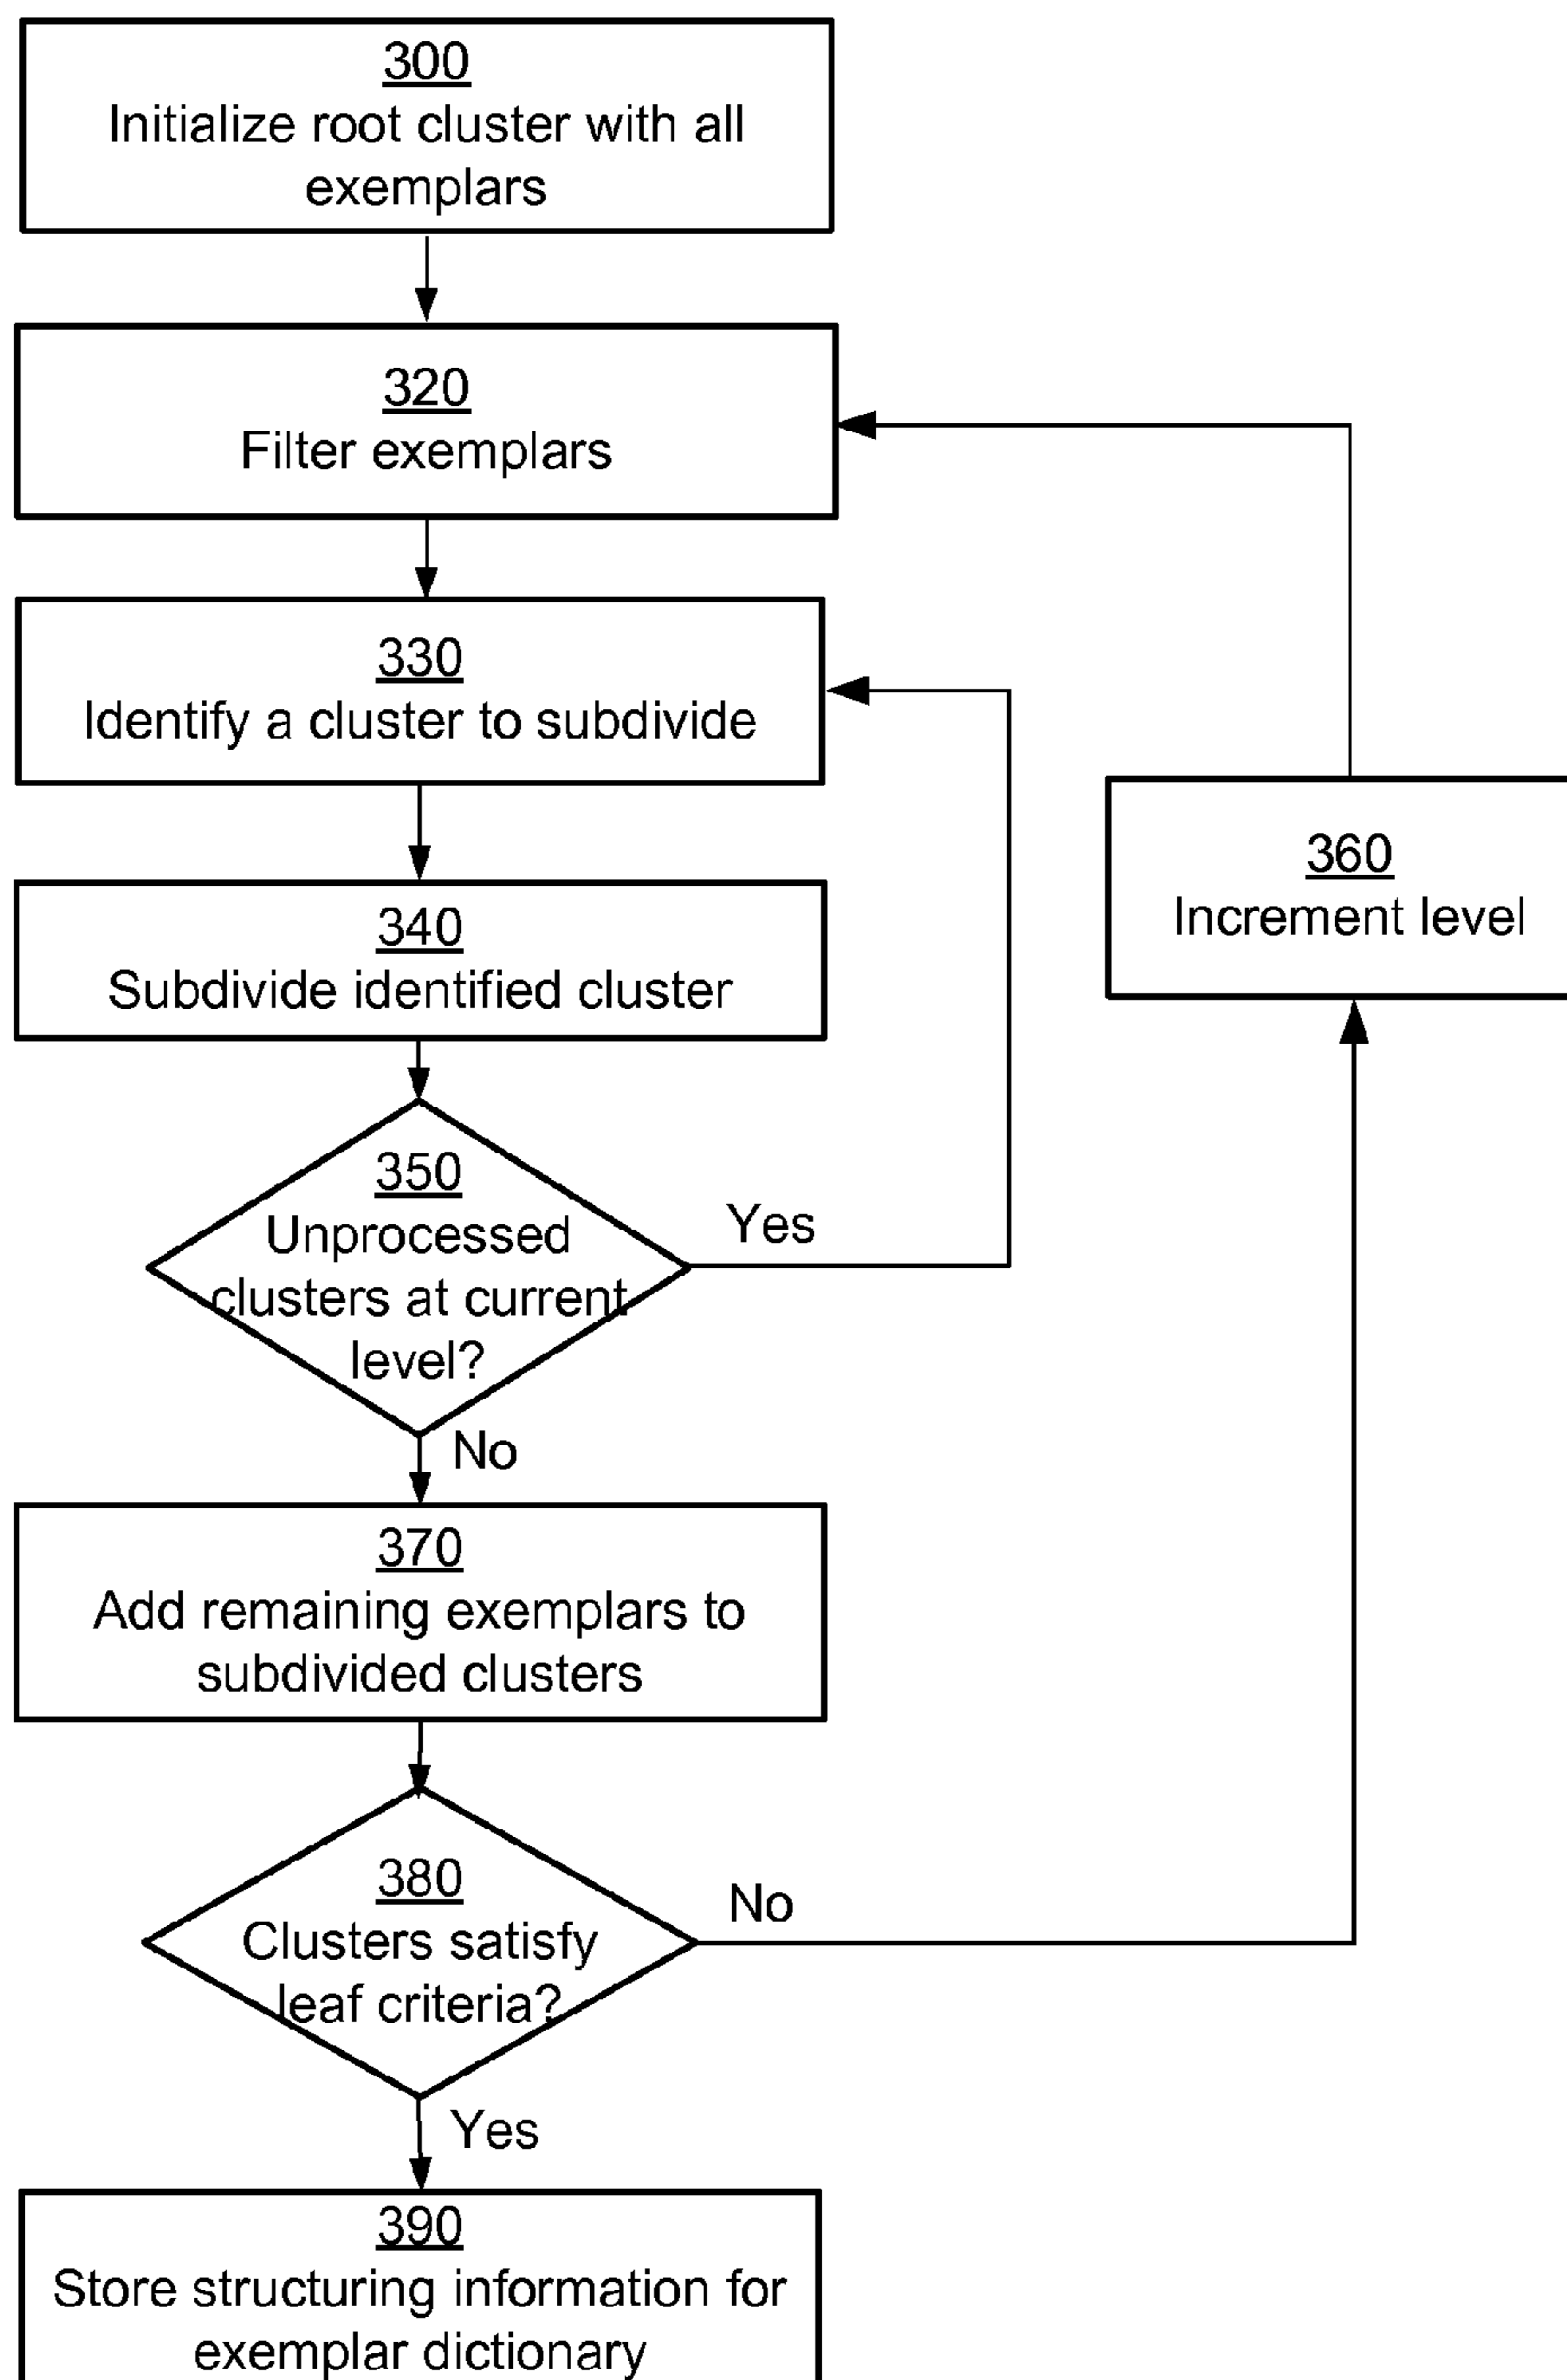 300
Initialize root cluster with all
exemplars
320
Filter exemplars
330
Identify a cluster to subdivide
360
Increment level
340
Subdivide identified cluster
350
Unprocessed
clusters at current
level?
Yes
No
370
Add remaining exemplars to
subdivided clusters
380
Clusters satisfy
leaf criteria?
No
Yes
390
Store structuring information for
exemplar dictionary